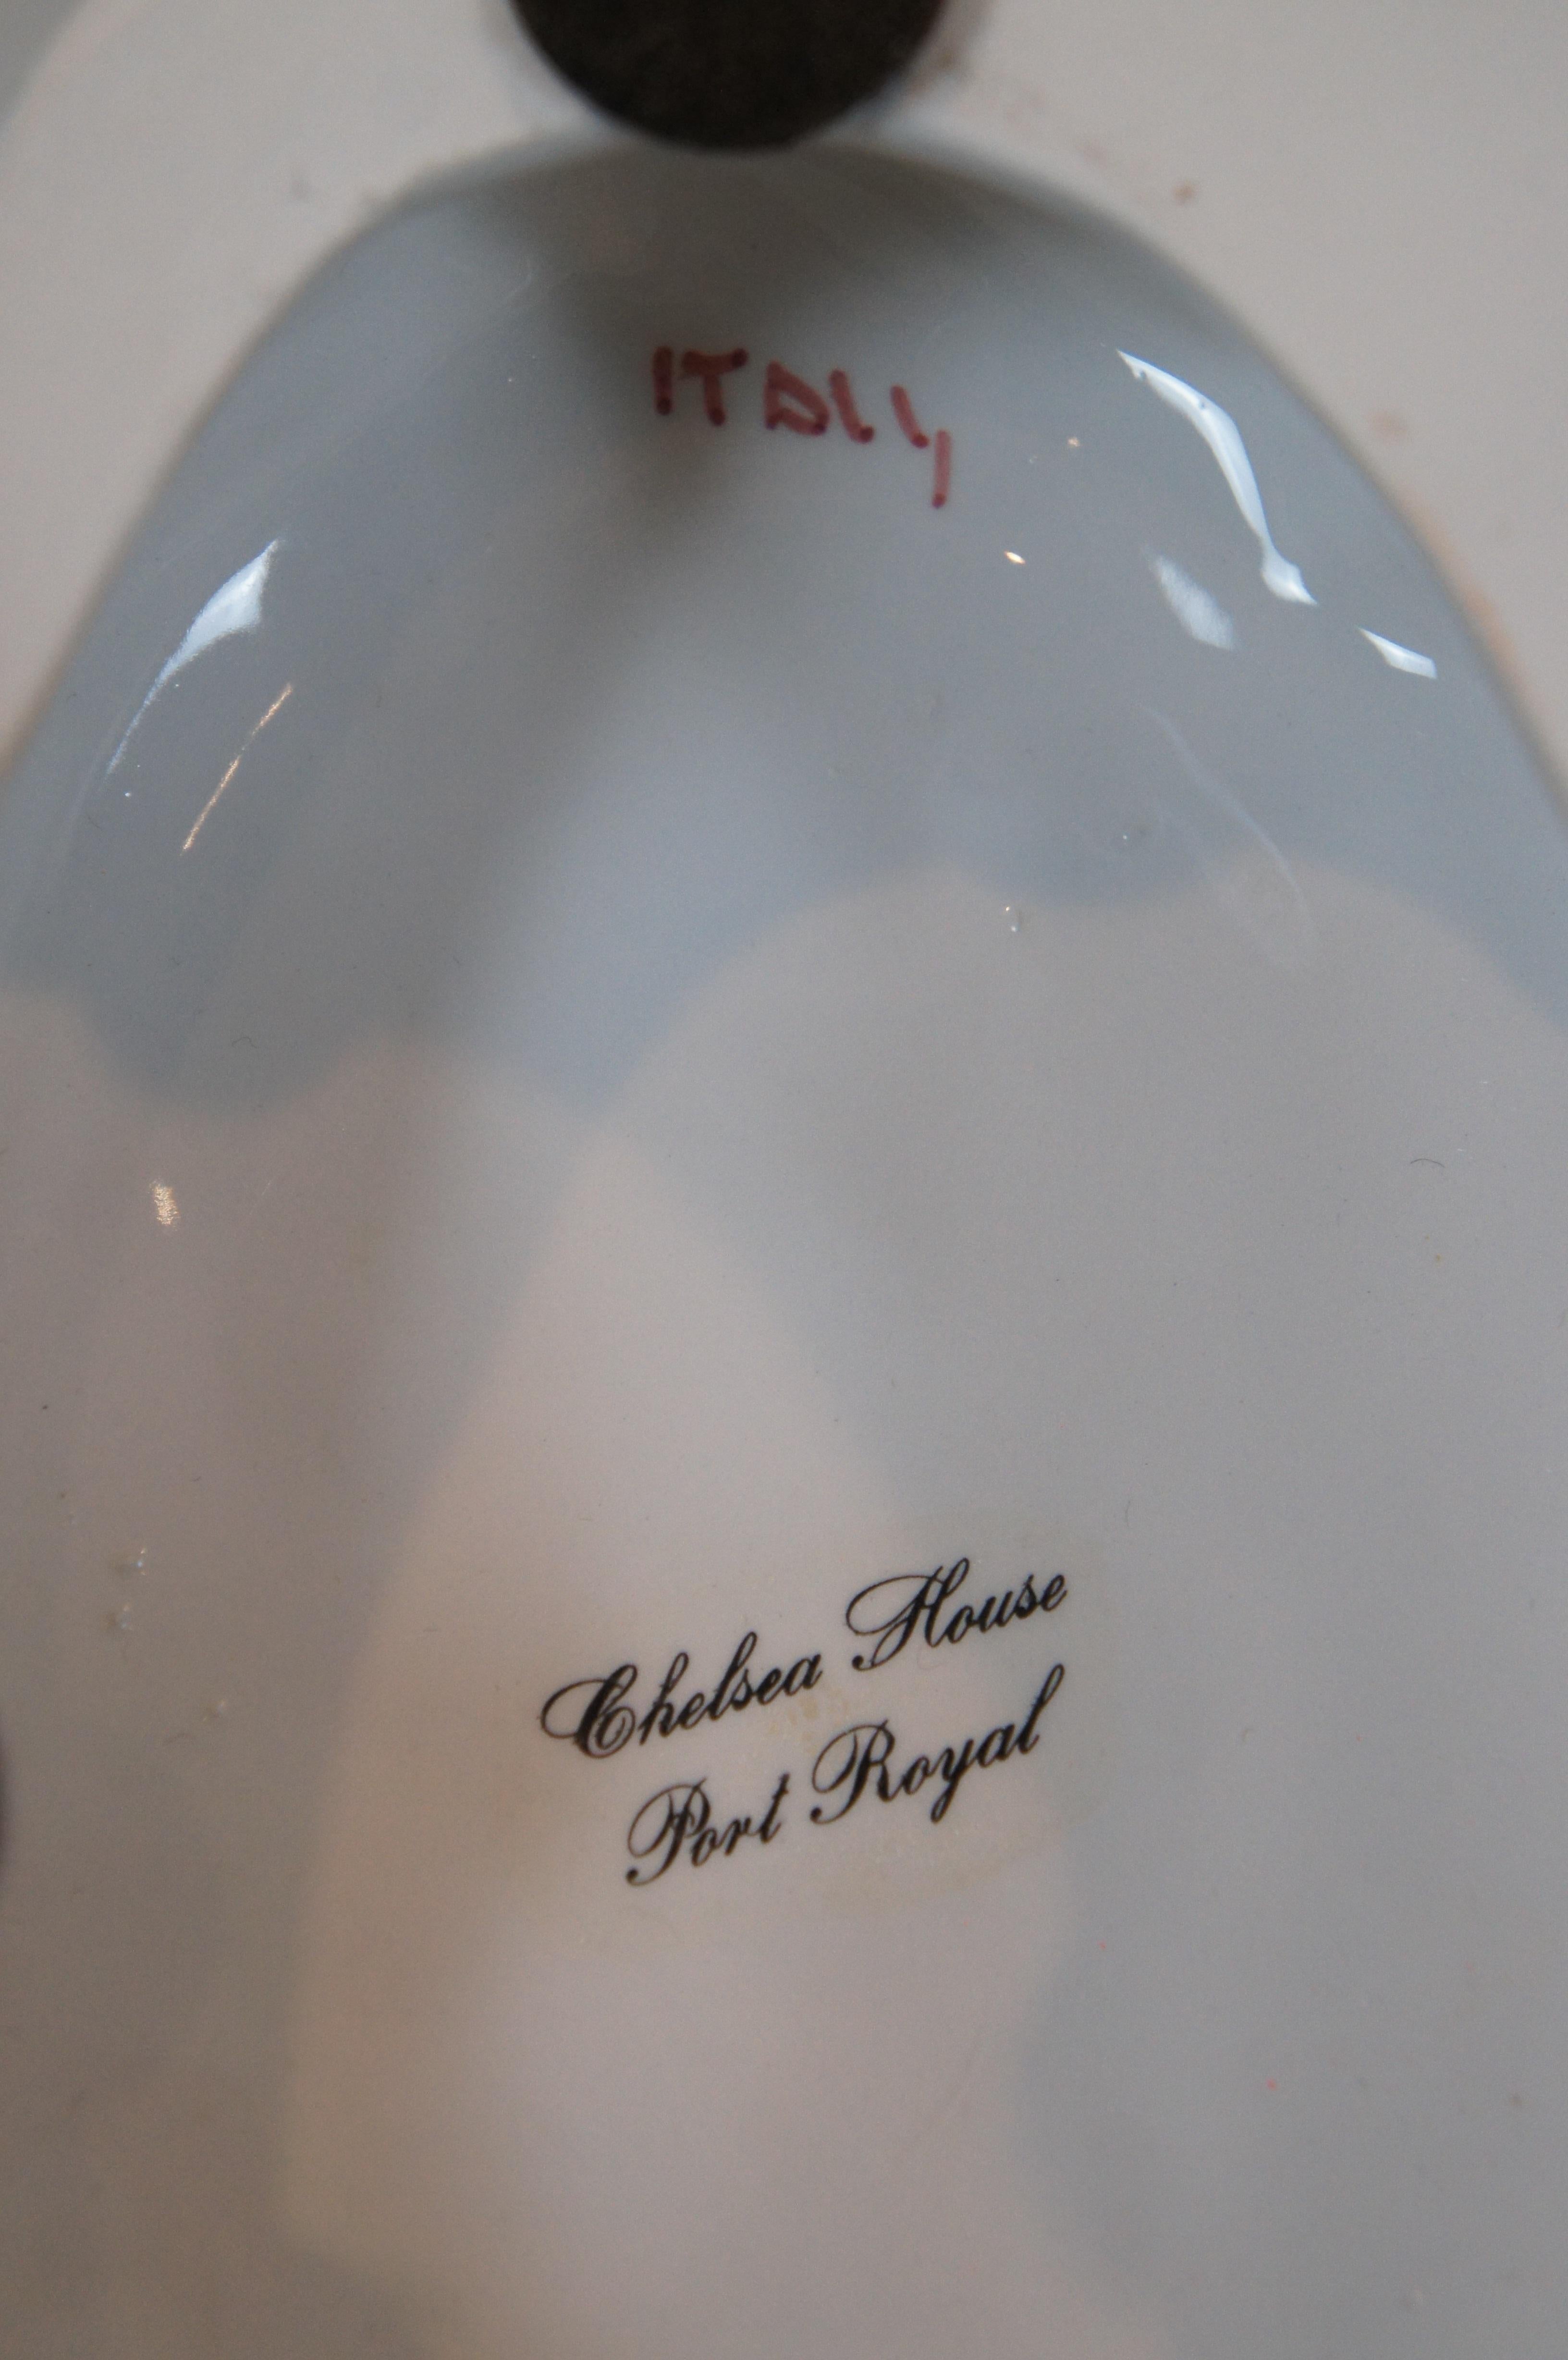 ITALY
Chelsea House
Port Royal